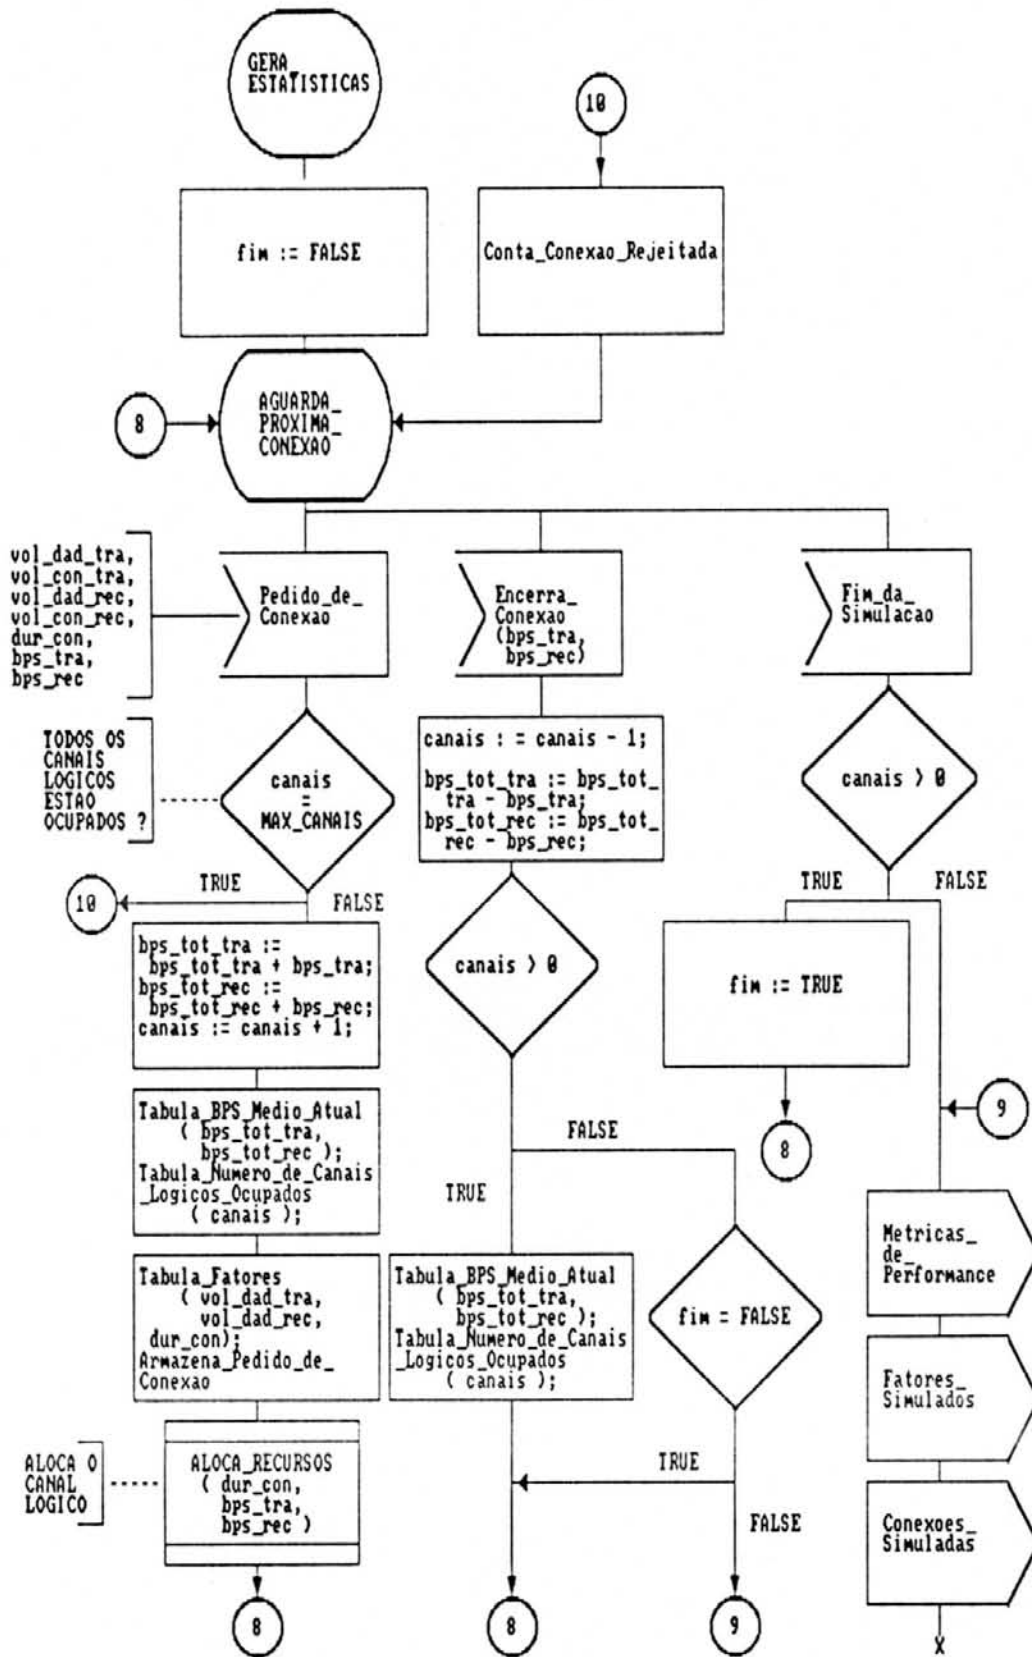 GERA_
ESTATISTICAS
10
fim := FALSE
Conta_Conexao_Rejeitada
8
AGUARDA_
PROXIMA_
CONEXAO
vol_dad_tra,
vol_con_tra,
vol_dad_rec,
vol_con_rec,
dur_con,
bps_tra,
bps_rec
Pedido_de_
Conexao
Encerra_
Conexao
(bps_tra,
bps_rec)
Fim_da_
Simulacao
TODOS OS
CANAIS
LOGICOS
ESTAO
OCUPADOS ?
canais
=
MAX_CANAIS
canais : = canais - 1;
bps_tot_tra := bps_tot_
tra - bps_tra;
bps_tot_rec := bps_tot_
rec - bps_rec;
canais > 0
10
TRUE
FALSE
TRUE
FALSE
bps_tot_tra :=
bps_tot_tra + bps_tra;
bps_tot_rec :=
bps_tot_rec + bps_rec;
canais := canais + 1;
canais > 0
fim := TRUE
Tabula_BPS_Medio_Atual
( bps_tot_tra,
bps_tot_rec );
Tabula_Numero_de_Canais
_Logicos_Ocupados
( canais );
FALSE
TRUE
8
9
Tabula_Fatores
( vol_dad_tra,
vol_dad_rec,
dur_con);
Armazena_Pedido_de_
Conexao
Tabula_BPS_Medio_Atual
( bps_tot_tra,
bps_tot_rec );
Tabula_Numero_de_Canais
_Logicos_Ocupados
( canais );
fim = FALSE
Metricas_
de_
Performance
Fatores_
Simulados
ALOCA O
CANAL
LOGICO
ALOCA_RECURSOS
( dur_con,
bps_tra,
bps_rec )
TRUE
FALSE
Conexoes_
Simuladas
8
8
9
X